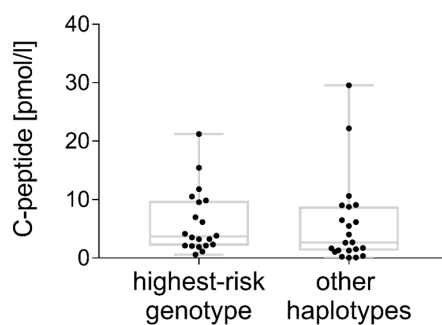 C-peptide [pmol/l]
40
30
20
10
0
highest-risk
genotype
other
haplotypes